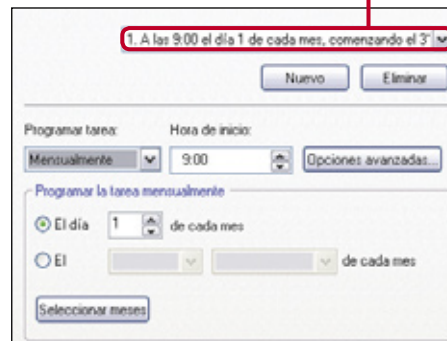 1. A las 9:00 el día 1 de cada mes, comenzando el 3
Nuevo Eliminar
Programar tarea: Hora de inicio:
Mensualmente 9:00 Opciones avanzadas...
Programar la tarea mensualmente
El día 1 de cada mes
El de cada mes
Seleccionar meses